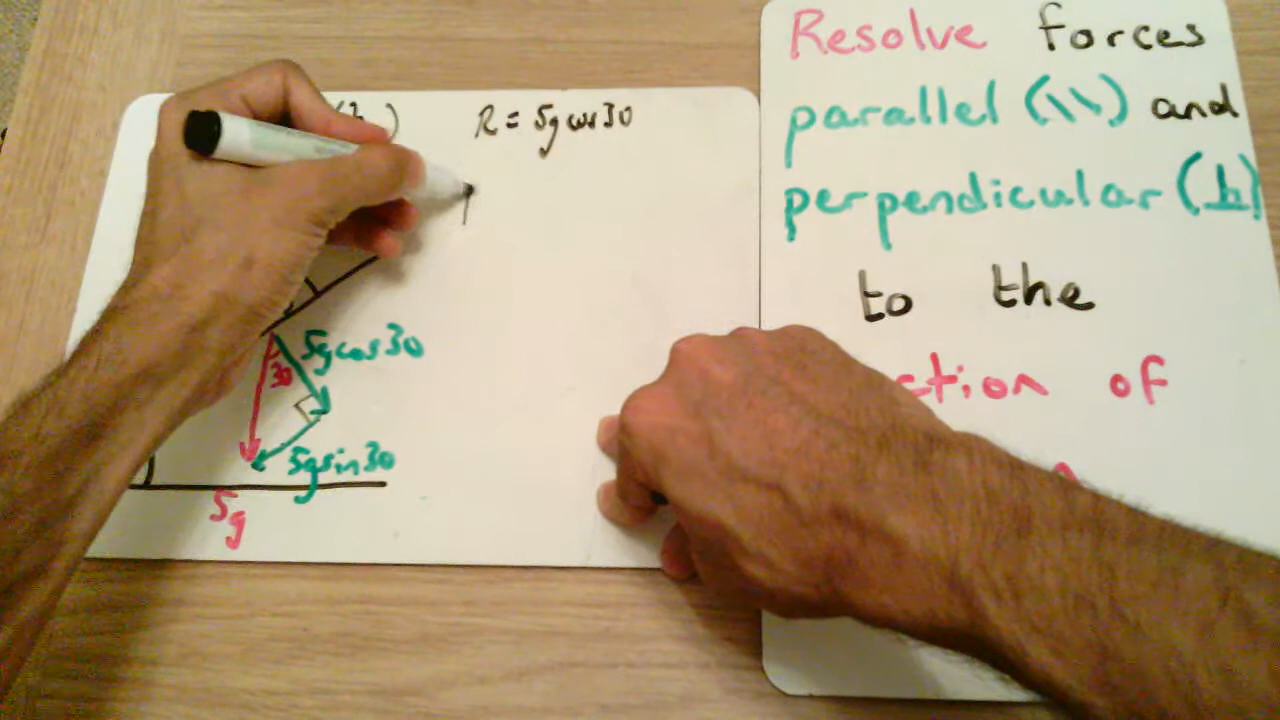 R = 5g cos 30
5g cos 30
30
5g sin 30
5g
Resolve forces
parallel (\\) and
perpendicular (h)
to the
ction of